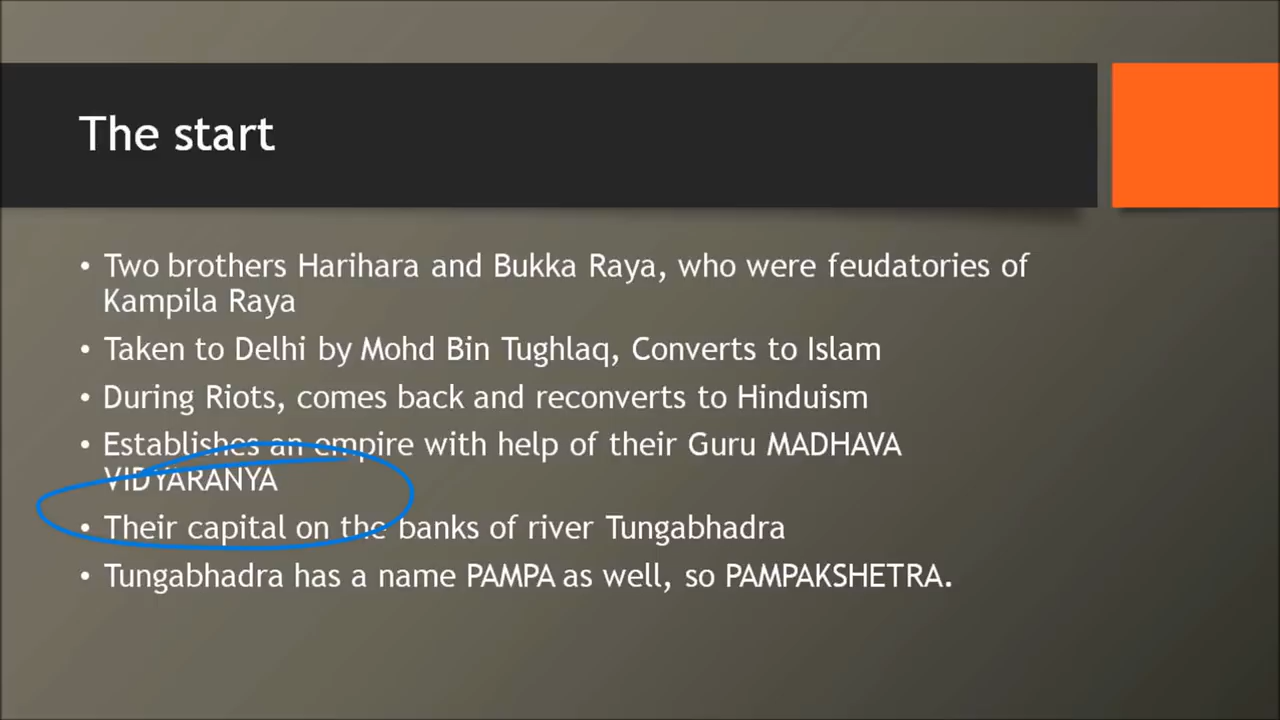 The start
• Two brothers Harihara and Bukka Raya, who were feudatories of
Kampila Raya
• Taken to Delhi by Mohd Bin Tughlaq, Converts to Islam
• During Riots, comes back and reconverts to Hinduism
• Establishes an empire with help of their Guru MADHAVA
VIDYARANYA
• Their capital on the banks of river Tungabhadra
• Tungabhadra has a name PAMPA as well, so PAMPAKSHETRA.